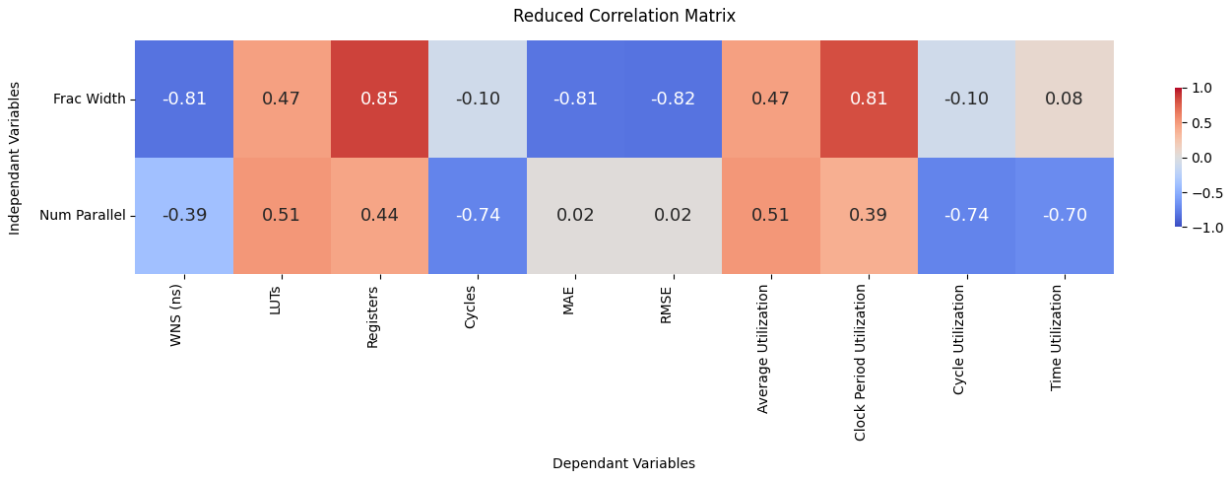 Reduced Correlation Matrix
Independant Variables
Frac Width
-0.81 0.47 0.85 -0.10 -0.81 -0.82 0.47 0.81 -0.10 0.08
Num Parallel
-0.39 0.51 0.44 -0.74 0.02 0.02 0.51 0.39 -0.74 -0.70
WNS (ns)
LUTs
Registers
Cycles
MAE
RMSE
Average Utilization
Clock Period Utilization
Cycle Utilization
Time Utilization
Dependant Variables
1.0
0.5
0.0
−0.5
−1.0